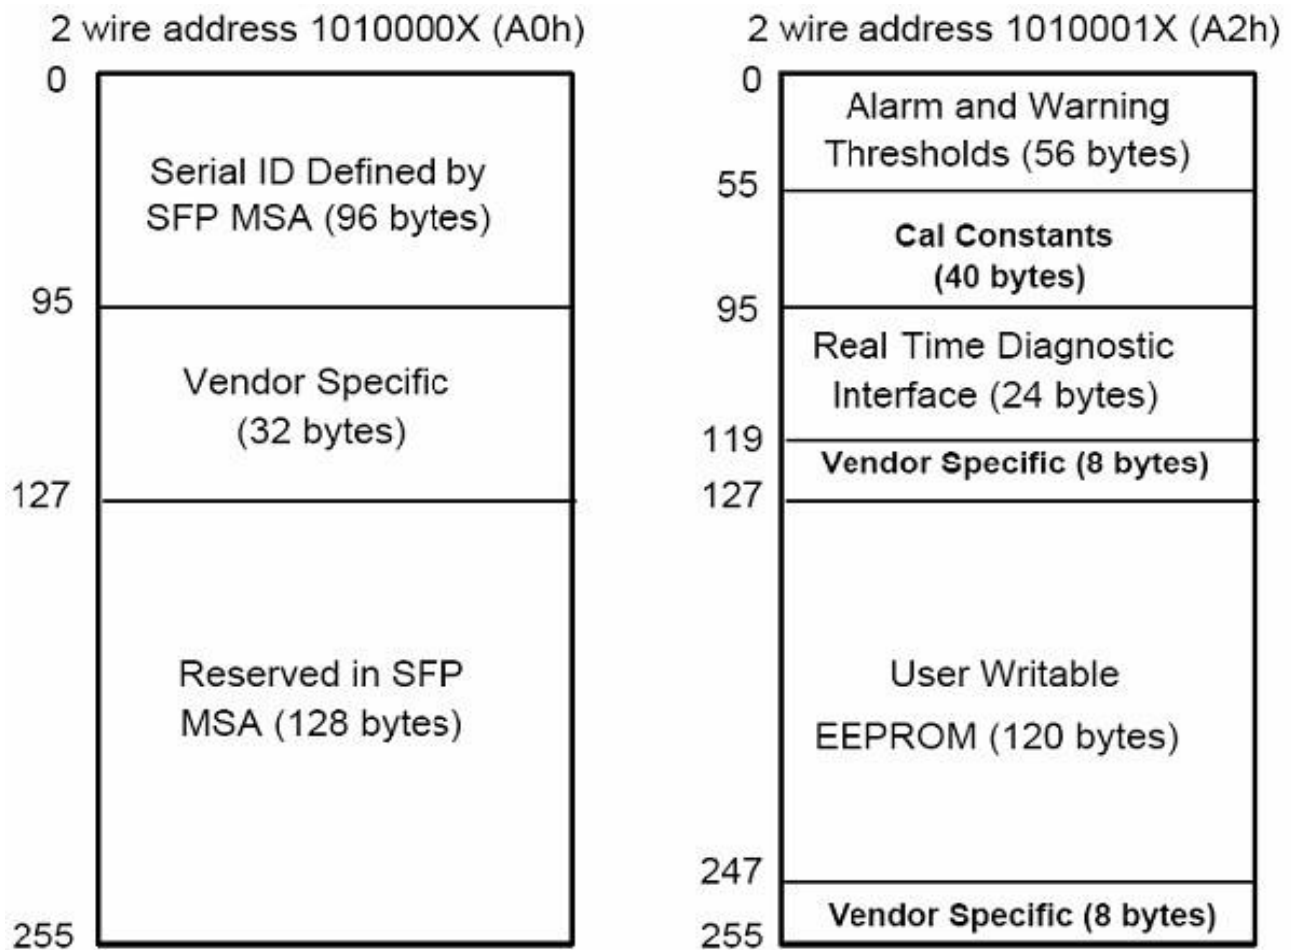 2 wire address 1010000X (A0h)
0
Serial ID Defined by
SFP MSA (96 bytes)
95
Vendor Specific
(32 bytes)
127
Reserved in SFP
MSA (128 bytes)
255
2 wire address 1010001X (A2h)
0
Alarm and Warning
Thresholds (56 bytes)
55
Cal Constants
(40 bytes)
95
Real Time Diagnostic
Interface (24 bytes)
119
Vendor Specific (8 bytes)
127
User Writable
EEPROM (120 bytes)
247
Vendor Specific (8 bytes)
255